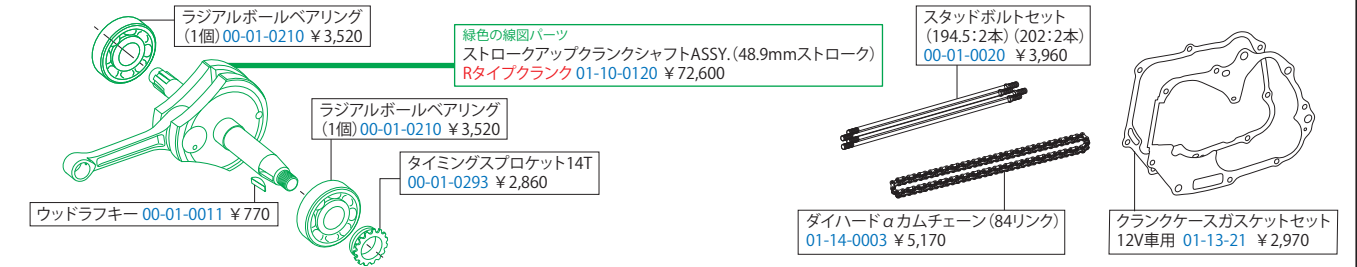 ラジアルボールベアリング
(1個) 00-01-0210 ￥3,520
緑色の線図パーツ
ストロークアップクランクシャフトASSY.(48.9mmストローク)
Rタイプクランク 01-10-0120 ￥72,600
スタッドボルトセット
(194.5:2本) (202:2本)
00-01-0020 ￥3,960
ラジアルボールベアリング
(1個) 00-01-0210 ￥3,520
タイミングスプロケット14T
00-01-0293 ￥2,860
ウッドラフキー 00-01-0011 ￥770
ダイハードαカムチェーン(84リンク)
01-14-0003 ￥5,170
クランクケースガスケットセット
12V車用 01-13-21 ￥2,970